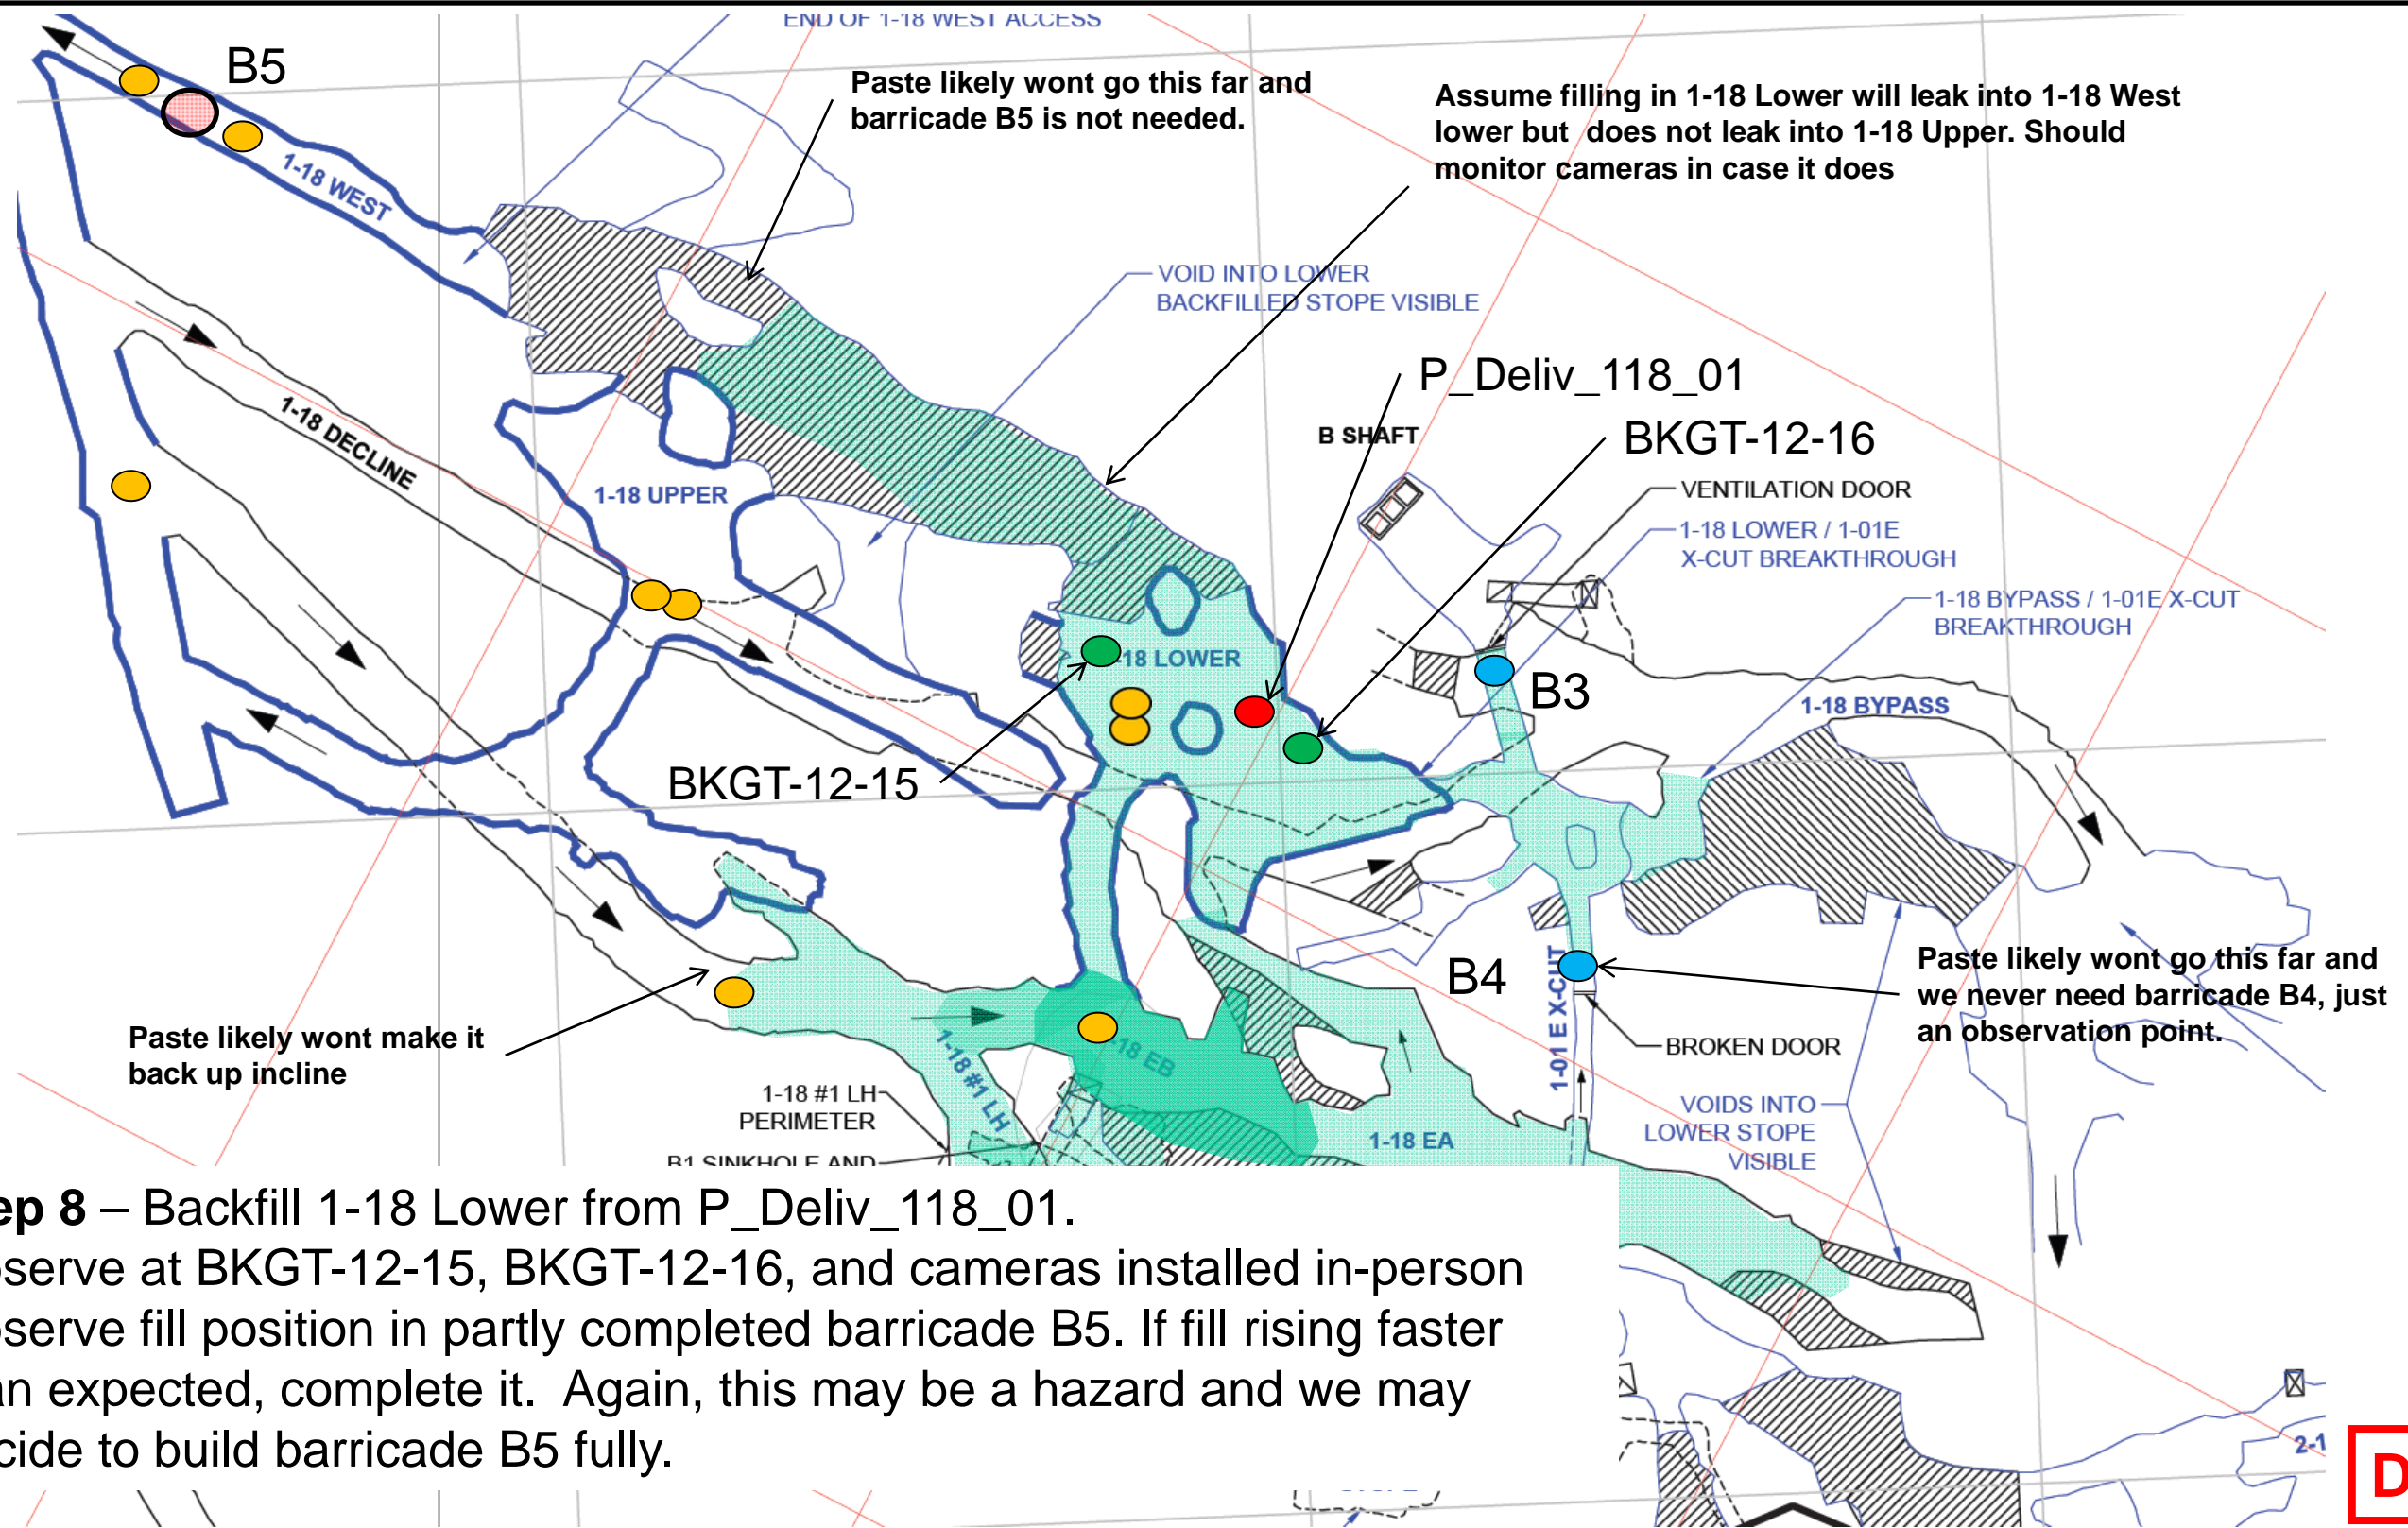 END OF 1-18 WEST ACCESS
B5
Paste likely wont go this far and
barricade B5 is not needed.
Assume filling in 1-18 Lower will leak into 1-18 West
lower but does not leak into 1-18 Upper. Should
monitor cameras in case it does
1-18 WEST
VOID INTO LOWER
BACKFILLED STOPE VISIBLE
P_Deliv_118_01
B SHAFT
BKGT-12-16
1-18 DECLINE
VENTILATION DOOR
1-18 UPPER
1-18 LOWER / 1-01E
X-CUT BREAKTHROUGH
1-18 BYPASS / 1-01E X-CUT
BREAKTHROUGH
-18 LOWER
B3
1-18 BYPASS
BKGT-12-15
B4
1-01 E X-CUT
Paste likely wont go this far and
we never need barricade B4, just
an observation point.
Paste likely wont make it
back up incline
BROKEN DOOR
1-18 #1 LH
-18 EB
1-18 #1 LH
PERIMETER
VOIDS INTO
LOWER STOPE
VISIBLE
1-18 EA
B1 SINKHOLE AND
ep 8 – Backfill 1-18 Lower from P_Deliv_118_01.
serve at BKGT-12-15, BKGT-12-16, and cameras installed in-person
serve fill position in partly completed barricade B5. If fill rising faster
an expected, complete it. Again, this may be a hazard and we may
cide to build barricade B5 fully.
2-1
D